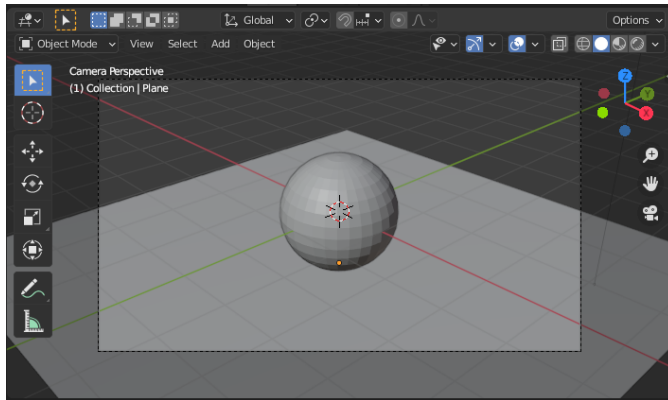 Global
Options
Object Mode View Select Add Object
Camera Perspective
(1) Collection | Plane
Z
Y
X